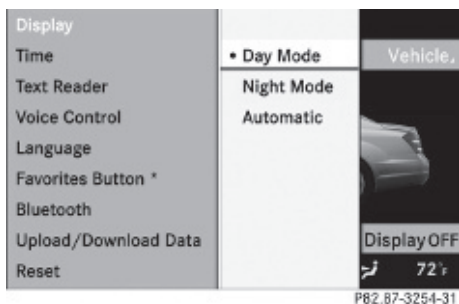 Display
Time
Text Reader
Voice Control
Language
Favorites Button *
Bluetooth
Upload/Download Data
Reset
• Day Mode
Night Mode
Automatic
Vehicle
Display OFF
72°F
P82.87-3254-31